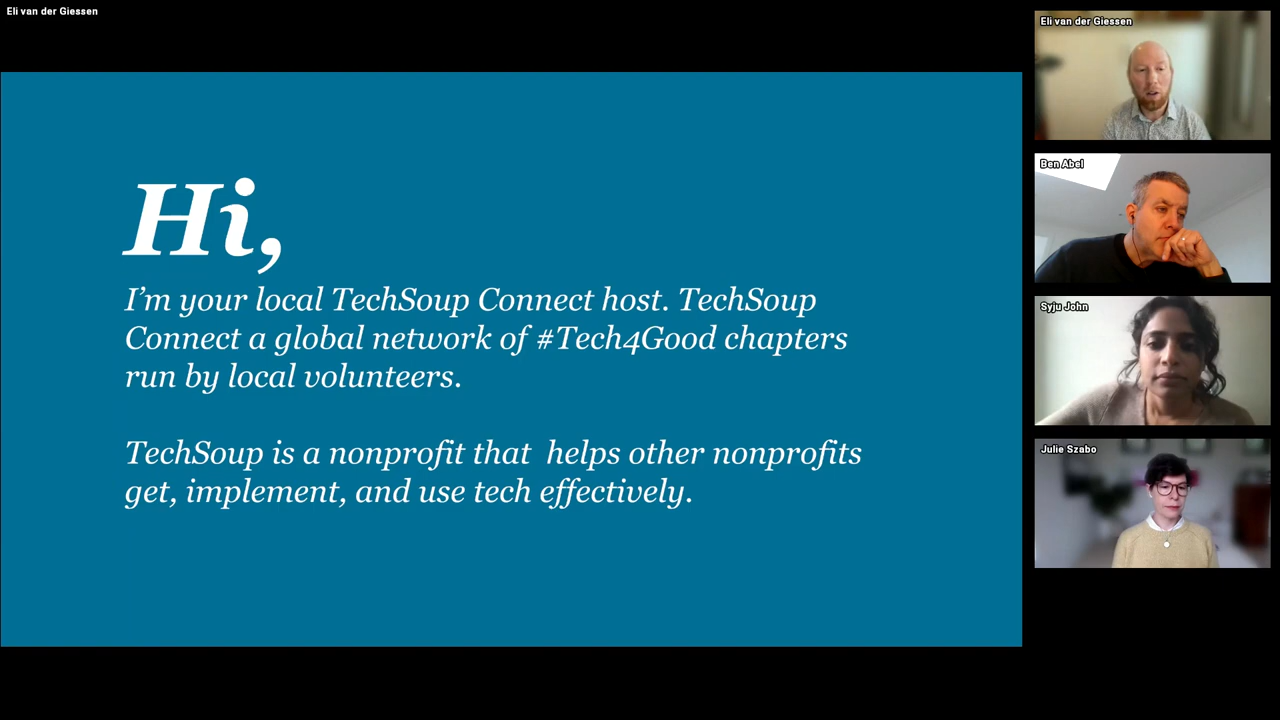 Eli van der Giessen
Hi,
I'm your local TechSoup Connect host. TechSoup
Connect a global network of #Tech4Good chapters
run by local volunteers.
TechSoup is a nonprofit that  helps other nonprofits
get, implement, and use tech effectively.
Eli van der Giessen
Ben Abel
Syju John
Julie Szabo